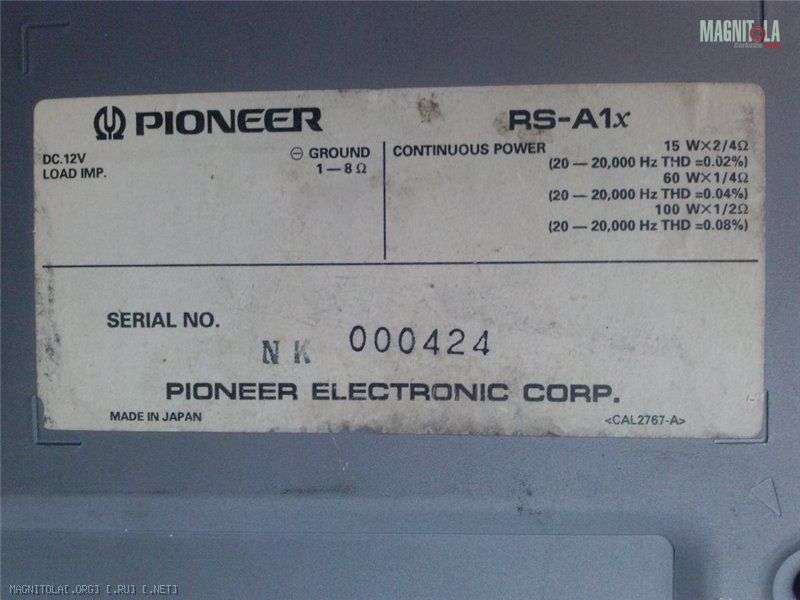 MAGNITOLA
PIONEER RS-A1x
DC.12V ⊖ GROUND
LOAD IMP. 1—8 Ω
CONTINUOUS POWER 15 W×2/4Ω
(20 — 20,000 Hz THD =0.02%)
60 W×1/4Ω
(20 — 20,000 Hz THD =0.04%)
100 W×1/2Ω
(20 — 20,000 Hz THD =0.08%)
SERIAL NO. NK 000424
PIONEER ELECTRONIC CORP.
MADE IN JAPAN <CAL2767-A>
MAGNITOLA[.ORG] [.RU] [.NET]